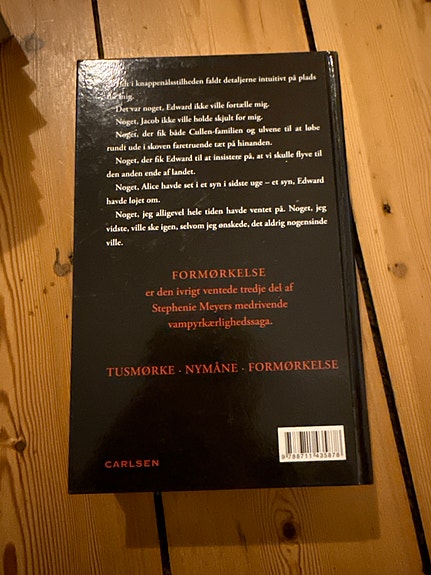 i knappenålsstilheden faldt detaljerne intuitivt på plads
mig.
Det var noget, Edward ikke ville fortælle mig.
Noget, Jacob ikke ville holde skjult for mig.
Noget, der fik både Cullen-familien og ulvene til at løbe
rundt ude i skoven faretruende tæt på hinanden.
Noget, der fik Edward til at insistere på, at vi skulle flyve til
den anden ende af landet.
Noget, Alice havde set i et syn i sidste uge – et syn, Edward
havde løjet om.
Noget, jeg alligevel hele tiden havde ventet på. Noget, jeg
vidste, ville ske igen, selvom jeg ønskede, det aldrig nogensinde
ville.
FORMØRKELSE
er den ivrigt ventede tredje del af
Stephenie Meyers medrivende
vampyrkærlighedssaga.
TUSMØRKE · NYMÅNE · FORMØRKELSE
CARLSEN
9 788711 435878